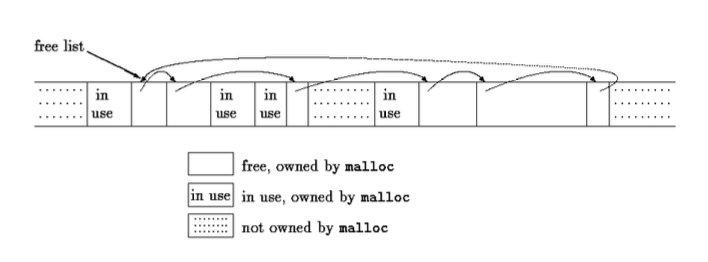 free list
in use
in use
in use
in use
free, owned by malloc
in use in use, owned by malloc
not owned by malloc